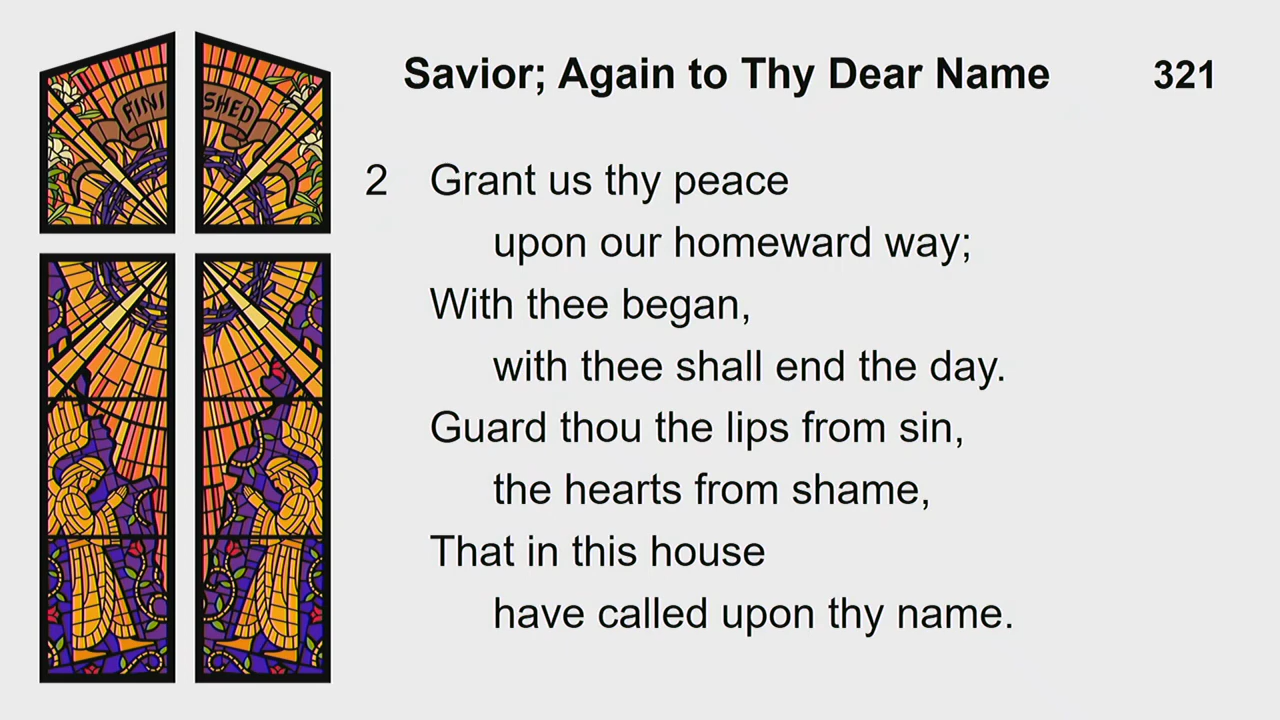 FINI SHED
Savior; Again to Thy Dear Name 321
2 Grant us thy peace
upon our homeward way;
With thee began,
with thee shall end the day.
Guard thou the lips from sin,
the hearts from shame,
That in this house
have called upon thy name.